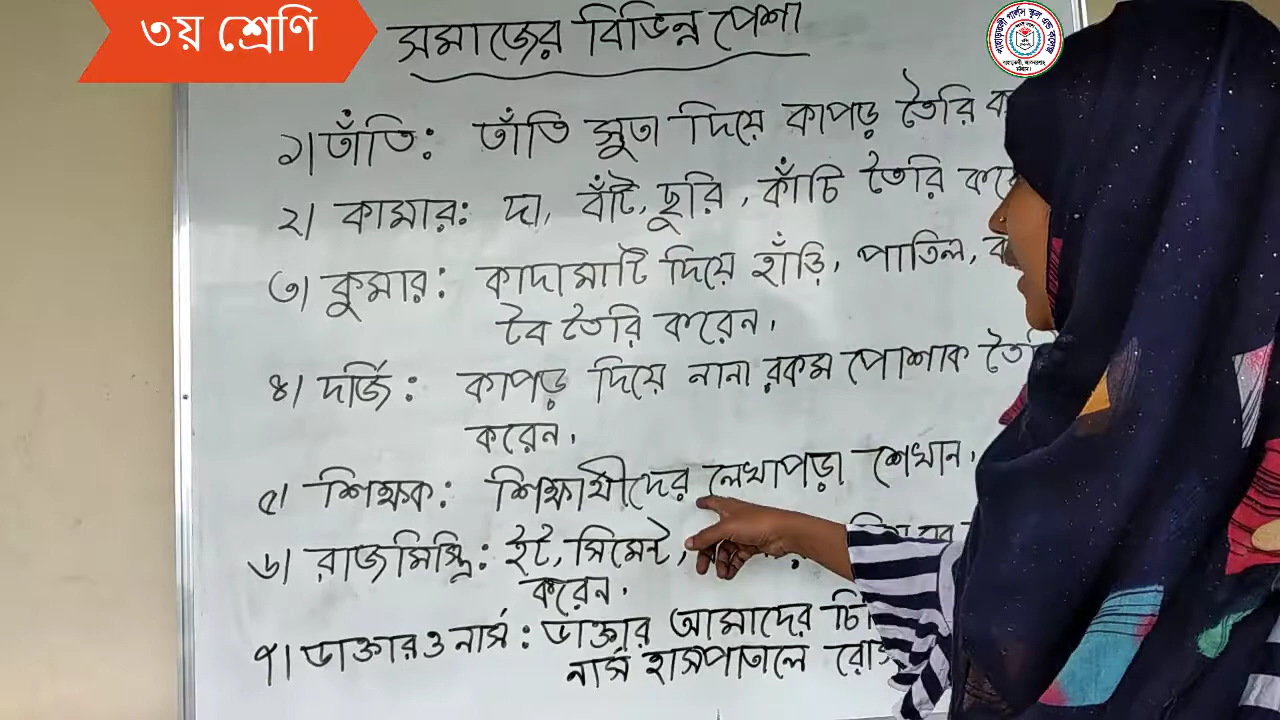 ৩য় শ্রেণি
সমাজের বিভিন্ন পেশা
১। তাঁতি: তাঁতি সুতা দিয়ে কাপড় তৈরি
২। কামার: দা, বঁটি, ছুরি, কাঁচি তৈরি করে
৩। কুমার: কাদামাটি দিয়ে হাঁড়ি, পাতিল,
তৈরি করেন।
৪। দর্জি: কাপড় দিয়ে নানা রকম পোশাক তৈরি
করেন।
৫। শিক্ষক: শিক্ষার্থীদের লেখাপড়া শেখান।
৬। রাজমিস্ত্রি: ইট, সিমেন্ট,
করেন।
৭। ডাক্তার ও নার্স: ডাক্তার আমাদের
নার্স হাসপাতালে